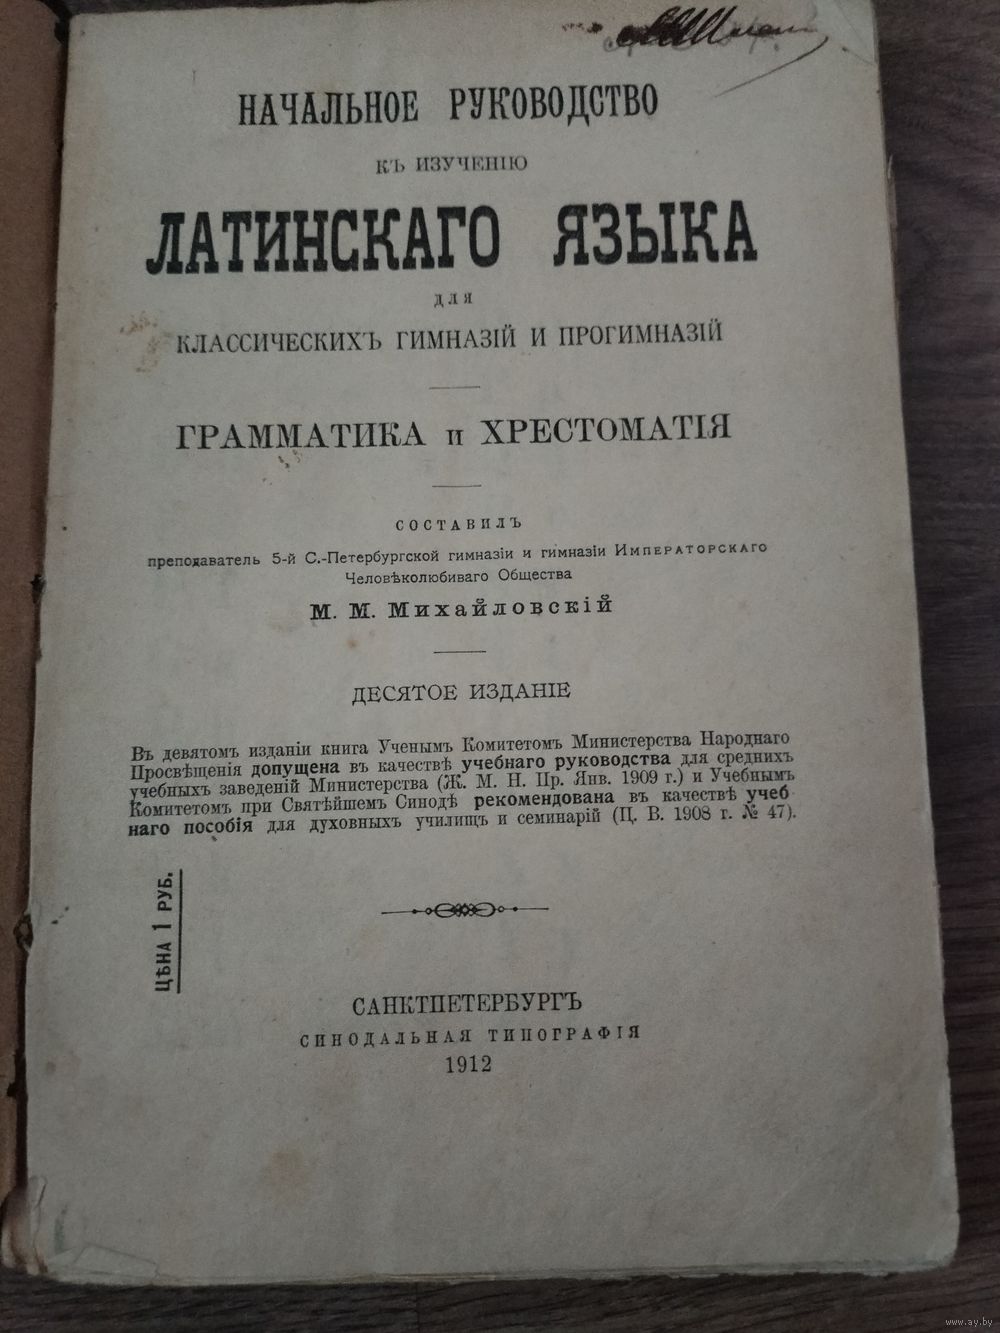 НАЧАЛЬНОЕ РУКОВОДСТВО
КЪ ИЗУЧЕНІЮ
ЛАТИНСКАГО ЯЗЫКА
ДЛЯ
КЛАССИЧЕСКИХЪ ГИМНАЗІЙ И ПРОГИМНАЗІЙ
ГРАММАТИКА и ХРЕСТОМАТІЯ
СОСТАВИЛЪ
преподаватель 5-й С.-Петербургской гимназіи и гимназіи ИМПЕРАТОРСКАГО
Человѣколюбиваго Общества
М. М. Михайловскій
ДЕСЯТОЕ ИЗДАНІЕ
Въ девятомъ изданіи книга Ученымъ Комитетомъ Министерства Народнаго
Просвѣщенія допущена въ качествѣ учебнаго руководства для среднихъ
учебныхъ заведеній Министерства (Ж. М. Н. Пр. Янв. 1909 г.) и Учебнымъ
Комитетомъ при Святѣйшемъ Синодѣ рекомендована въ качествѣ учеб
наго пособія для духовныхъ училищъ и семинарій (Ц. В. 1908 г. № 47).
ЦѢНА 1 РУБ.
САНКТПЕТЕРБУРГЪ
СИНОДАЛЬНАЯ ТИПОГРАФІЯ
1912
www.ay.by